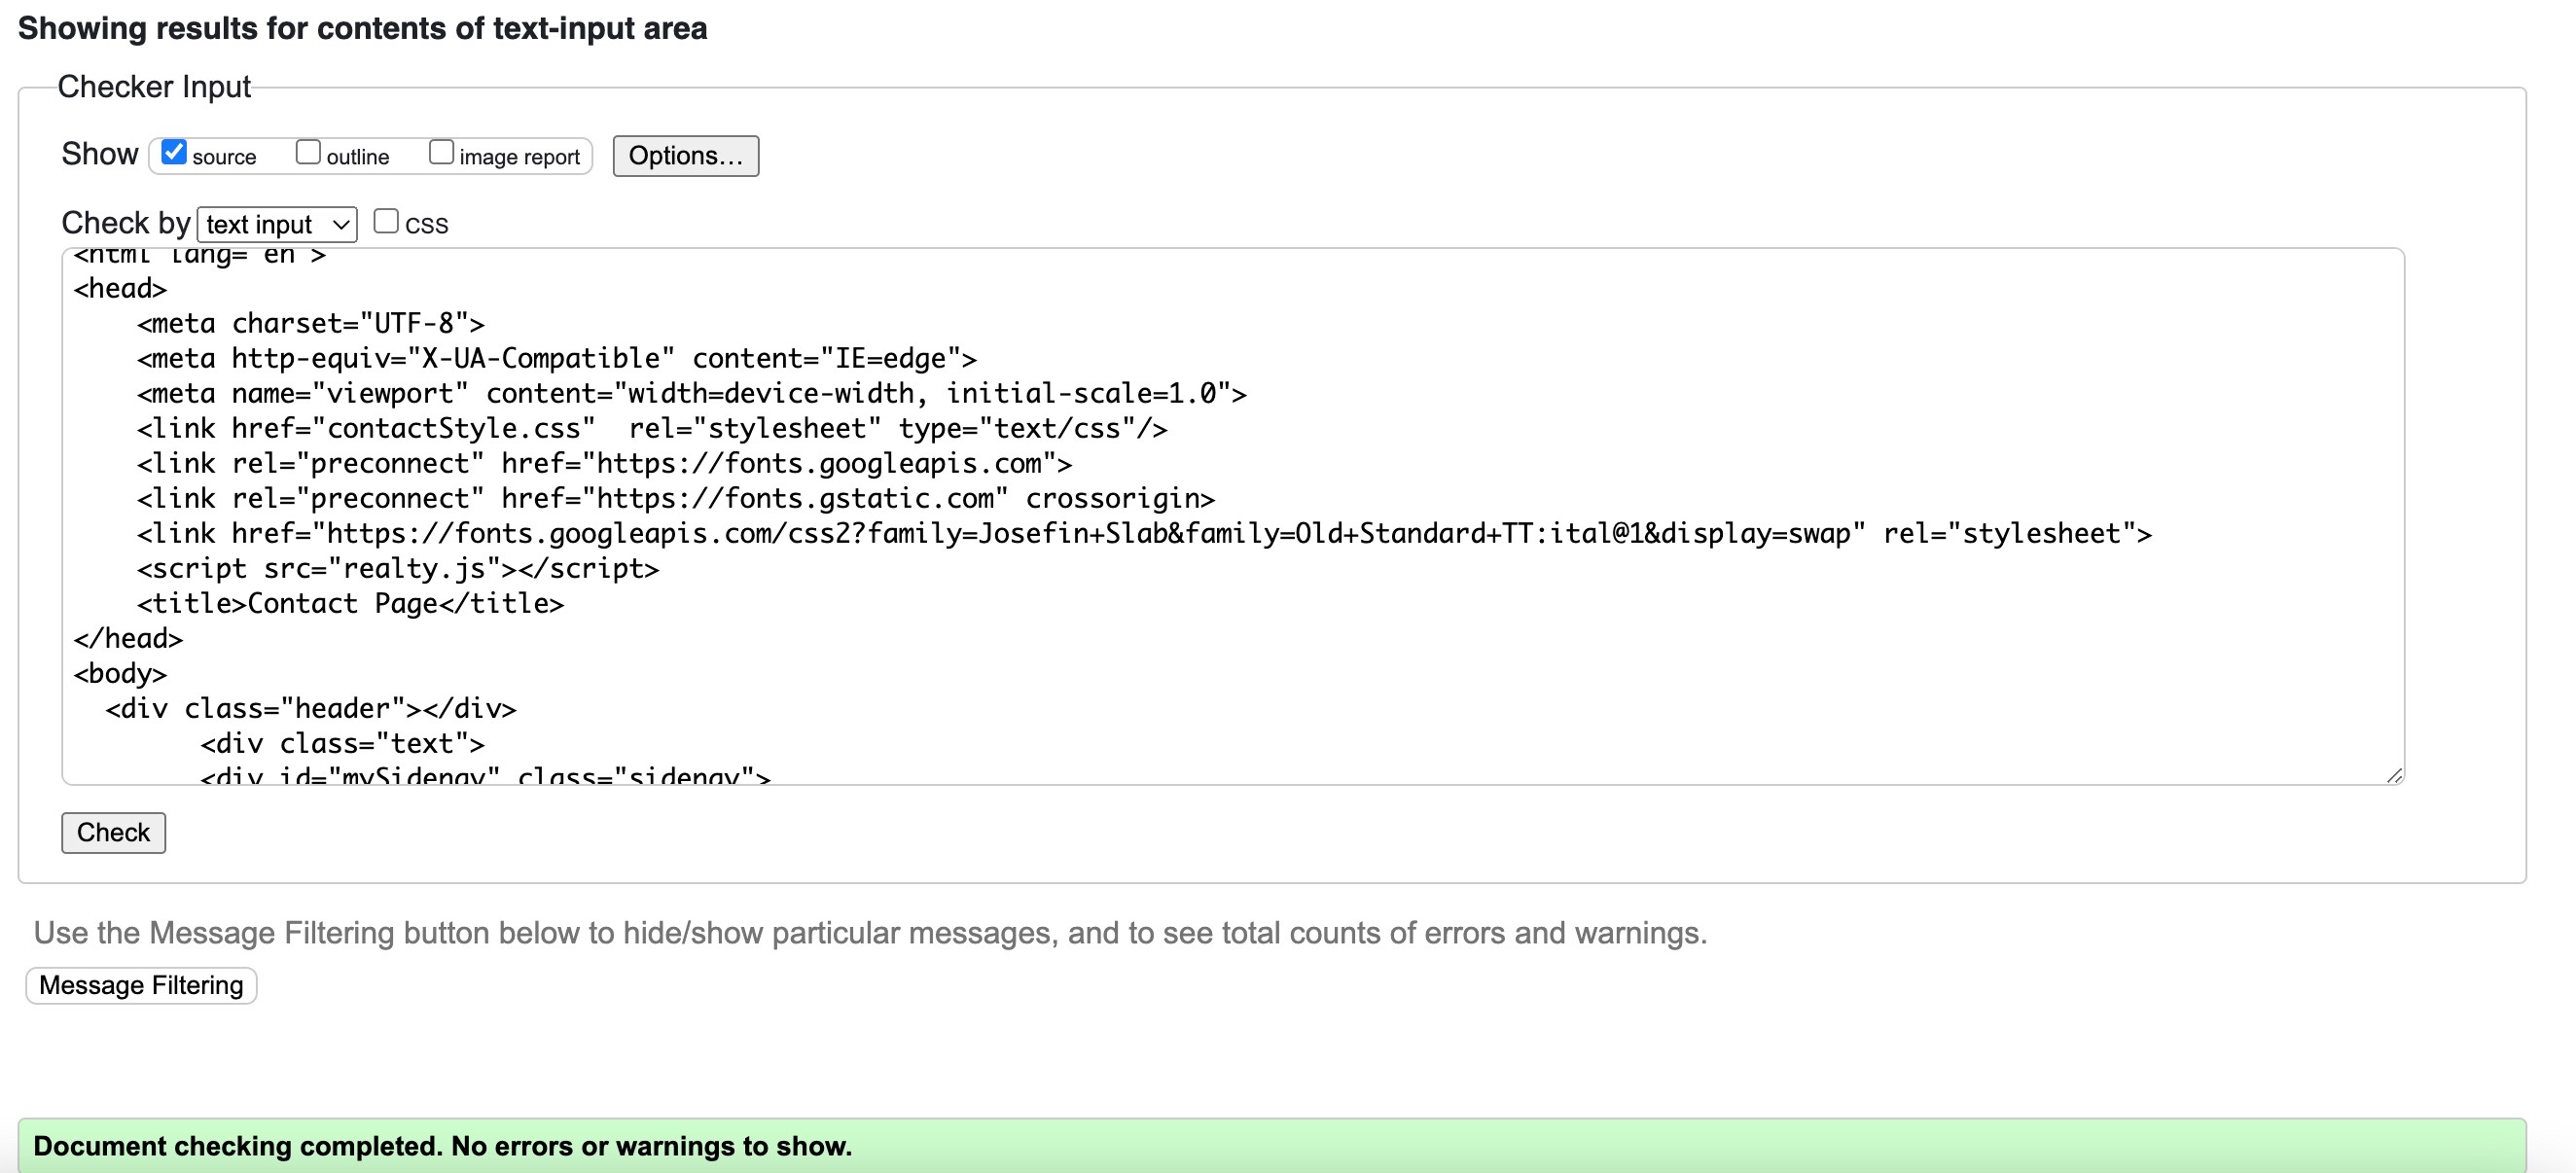 Showing results for contents of text-input area
Checker Input
Show source outline image report Options...
Check by text input CSS
<html lang="en">
<head>
    <meta charset="UTF-8">
    <meta http-equiv="X-UA-Compatible" content="IE=edge">
    <meta name="viewport" content="width=device-width, initial-scale=1.0">
    <link href="contactStyle.css"  rel="stylesheet" type="text/css"/>
    <link rel="preconnect" href="https://fonts.googleapis.com">
    <link rel="preconnect" href="https://fonts.gstatic.com" crossorigin>
    <link href="https://fonts.googleapis.com/css2?family=Josefin+Slab&family=Old+Standard+TT:ital@1&display=swap" rel="stylesheet">
    <script src="realty.js"></script>
    <title>Contact Page</title>
</head>
<body>
  <div class="header"></div>
        <div class="text">
        <div id="mySidenav" class="sidenav">
Check
Use the Message Filtering button below to hide/show particular messages, and to see total counts of errors and warnings.
Message Filtering
Document checking completed. No errors or warnings to show.